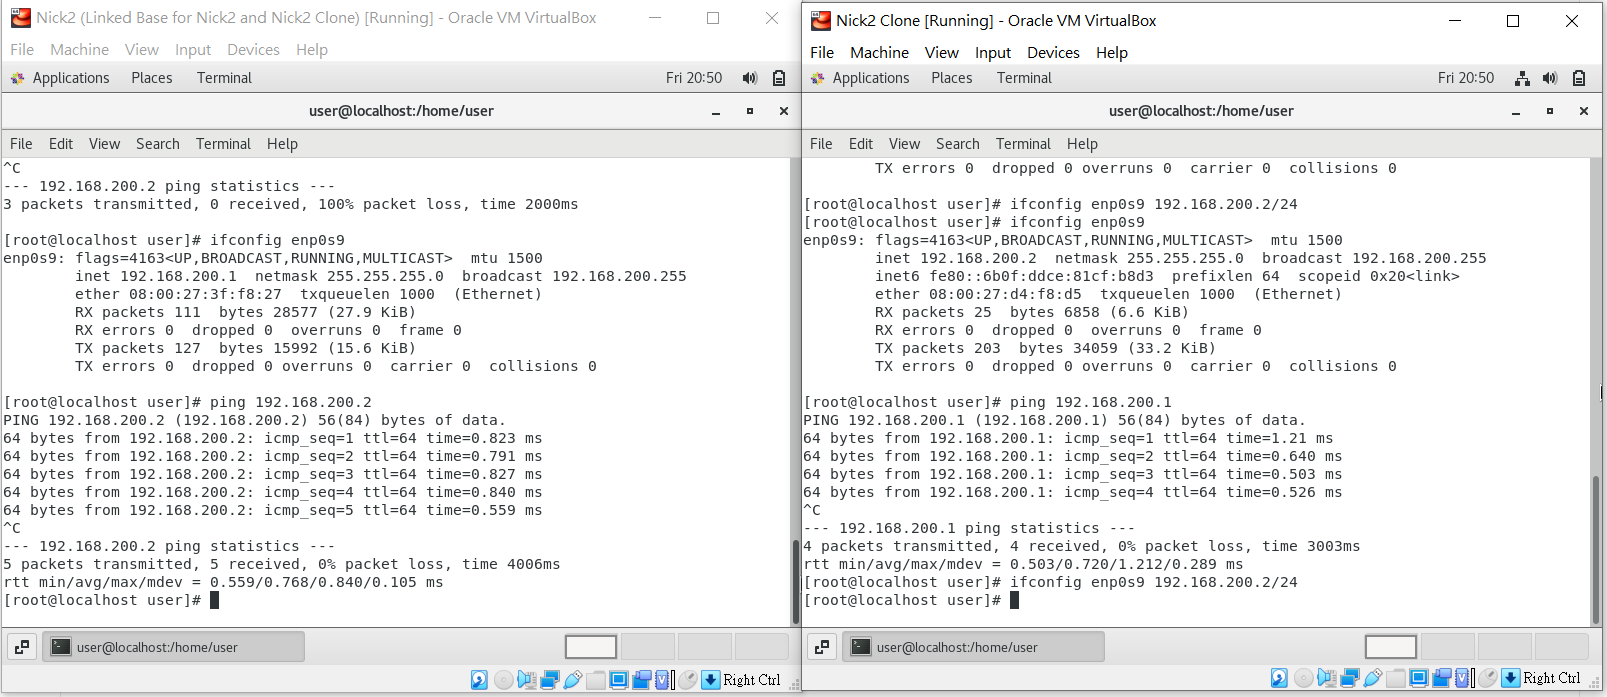 Nick2 (Linked Base for Nick2 and Nick2 Clone) [Running] - Oracle VM VirtualBox
File Machine View Input Devices Help
Applications Places Terminal Fri 20:50
user@localhost:/home/user
File Edit View Search Terminal Help
^C
--- 192.168.200.2 ping statistics ---
3 packets transmitted, 0 received, 100% packet loss, time 2000ms
[root@localhost user]# ifconfig enp0s9
enp0s9: flags=4163<UP,BROADCAST,RUNNING,MULTICAST>  mtu 1500
        inet 192.168.200.1  netmask 255.255.255.0  broadcast 192.168.200.255
        ether 08:00:27:3f:f8:27  txqueuelen 1000  (Ethernet)
        RX packets 111  bytes 28577 (27.9 KiB)
        RX errors 0  dropped 0  overruns 0  frame 0
        TX packets 127  bytes 15992 (15.6 KiB)
        TX errors 0  dropped 0 overruns 0  carrier 0  collisions 0
[root@localhost user]# ping 192.168.200.2
PING 192.168.200.2 (192.168.200.2) 56(84) bytes of data.
64 bytes from 192.168.200.2: icmp_seq=1 ttl=64 time=0.823 ms
64 bytes from 192.168.200.2: icmp_seq=2 ttl=64 time=0.791 ms
64 bytes from 192.168.200.2: icmp_seq=3 ttl=64 time=0.827 ms
64 bytes from 192.168.200.2: icmp_seq=4 ttl=64 time=0.840 ms
64 bytes from 192.168.200.2: icmp_seq=5 ttl=64 time=0.559 ms
^C
--- 192.168.200.2 ping statistics ---
5 packets transmitted, 5 received, 0% packet loss, time 4006ms
rtt min/avg/max/mdev = 0.559/0.768/0.840/0.105 ms
[root@localhost user]#
user@localhost:/home/user
Right Ctrl
Nick2 Clone [Running] - Oracle VM VirtualBox
File Machine View Input Devices Help
Applications Places Terminal Fri 20:50
user@localhost:/home/user
File Edit View Search Terminal Help
        TX errors 0  dropped 0 overruns 0  carrier 0  collisions 0
[root@localhost user]# ifconfig enp0s9 192.168.200.2/24
[root@localhost user]# ifconfig enp0s9
enp0s9: flags=4163<UP,BROADCAST,RUNNING,MULTICAST>  mtu 1500
        inet 192.168.200.2  netmask 255.255.255.0  broadcast 192.168.200.255
        inet6 fe80::6b0f:ddce:81cf:b8d3  prefixlen 64  scopeid 0x20<link>
        ether 08:00:27:d4:f8:d5  txqueuelen 1000  (Ethernet)
        RX packets 25  bytes 6858 (6.6 KiB)
        RX errors 0  dropped 0  overruns 0  frame 0
        TX packets 203  bytes 34059 (33.2 KiB)
        TX errors 0  dropped 0 overruns 0  carrier 0  collisions 0
[root@localhost user]# ping 192.168.200.1
PING 192.168.200.1 (192.168.200.1) 56(84) bytes of data.
64 bytes from 192.168.200.1: icmp_seq=1 ttl=64 time=1.21 ms
64 bytes from 192.168.200.1: icmp_seq=2 ttl=64 time=0.640 ms
64 bytes from 192.168.200.1: icmp_seq=3 ttl=64 time=0.503 ms
64 bytes from 192.168.200.1: icmp_seq=4 ttl=64 time=0.526 ms
^C
--- 192.168.200.1 ping statistics ---
4 packets transmitted, 4 received, 0% packet loss, time 3003ms
rtt min/avg/max/mdev = 0.503/0.720/1.212/0.289 ms
[root@localhost user]# ifconfig enp0s9 192.168.200.2/24
[root@localhost user]#
user@localhost:/home/user
Right Ctrl